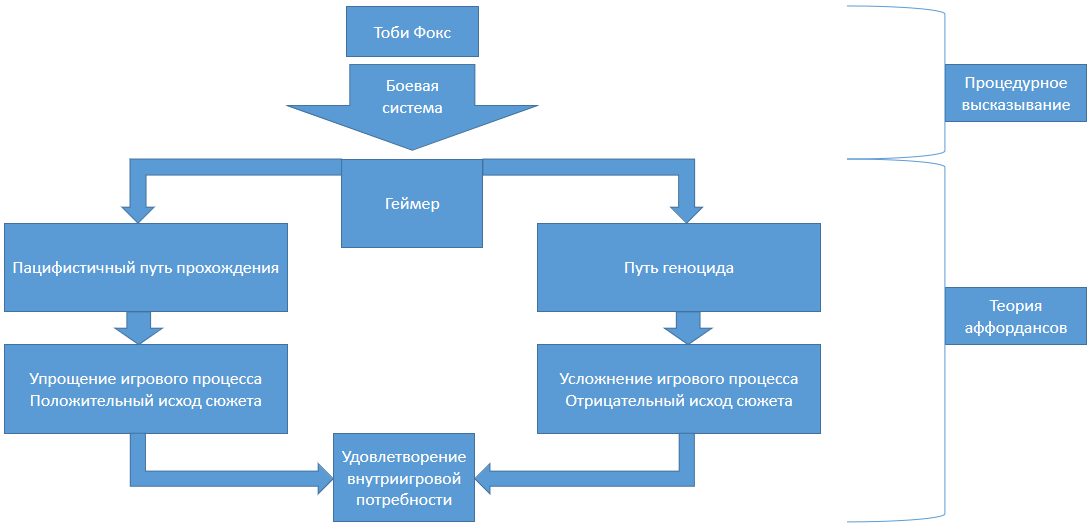 Тоби Фокс
Боевая
система
Процедурное
высказывание
Геймер
Пацифистичный путь прохождения
Путь геноцида
Теория
аффордансов
Упрощение игрового процесса
Положительный исход сюжета
Усложнение игрового процесса
Отрицательный исход сюжета
Удовлетворение
внутриигровой
потребности